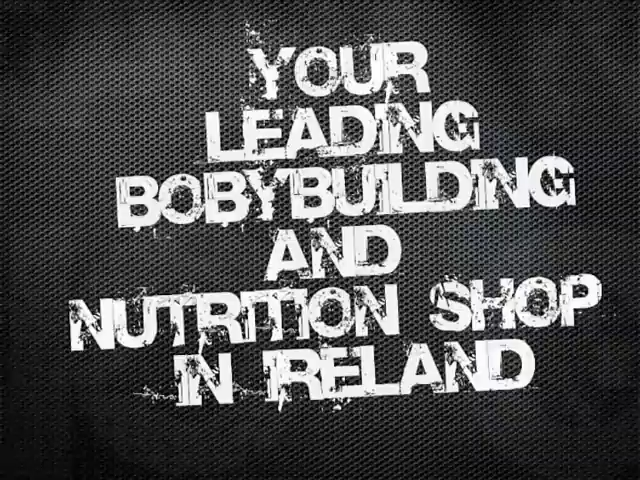 YOUR
LEADING
BOBYBUILDING
AND
NUTRITION SHOP
IN IRELAND